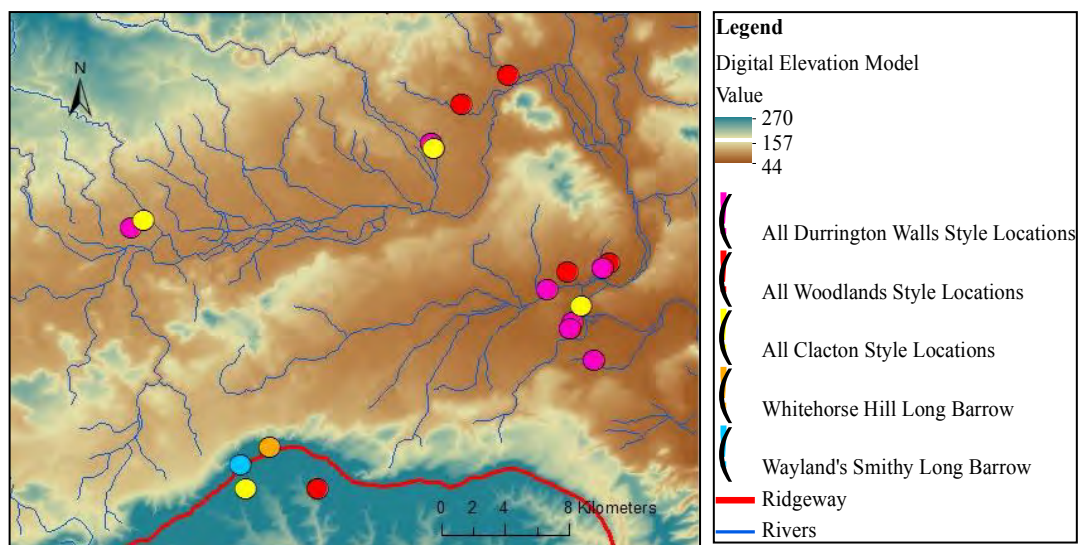 N
0 2 4 8 Kilometers
Legend
Digital Elevation Model
Value
270
157
44
All Durrington Walls Style Locations
All Woodlands Style Locations
All Clacton Style Locations
Whitehorse Hill Long Barrow
Wayland's Smithy Long Barrow
Ridgeway
Rivers